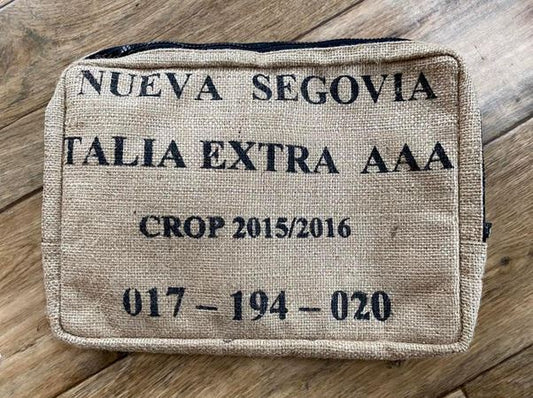 NUEVA SEGOVIA
TALIA EXTRA AAA
CROP 2015/2016
017 – 194 – 020